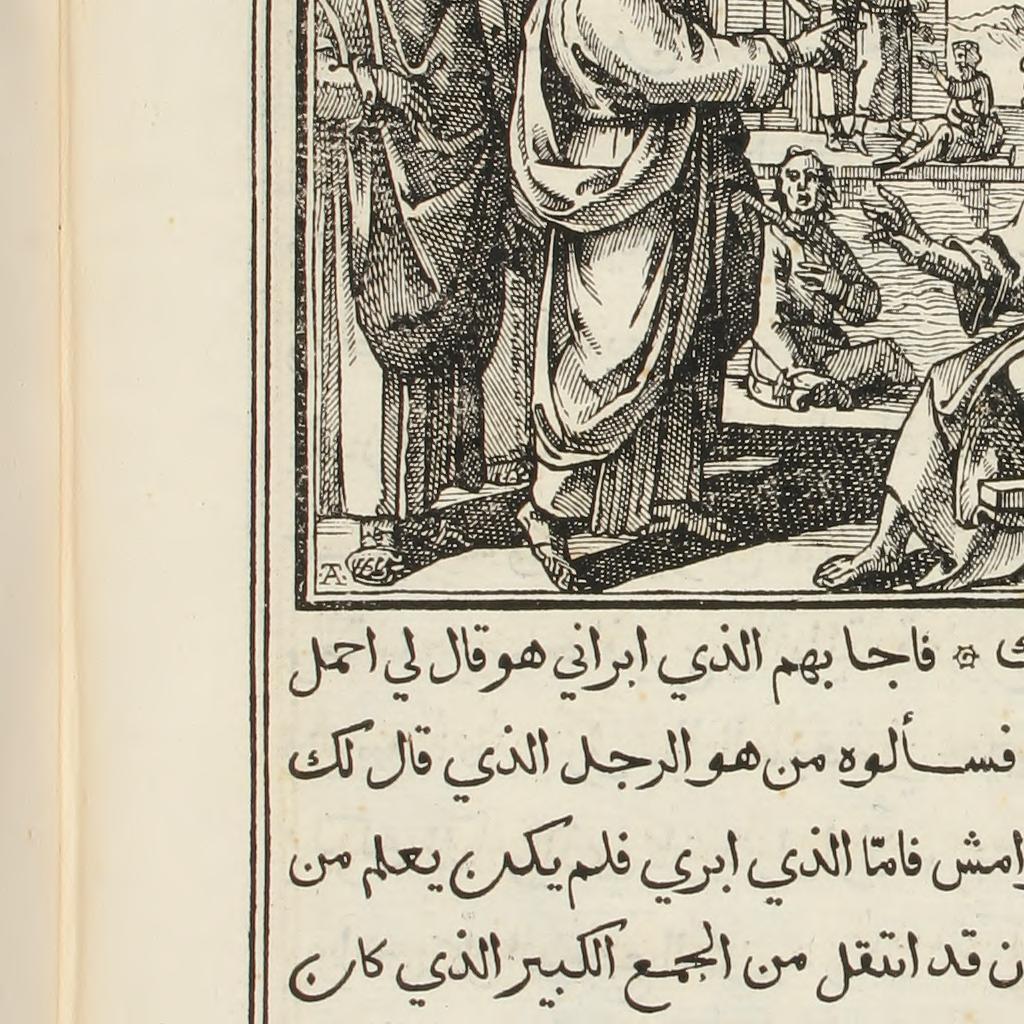 AT.
ك ۞ فاجابهم الذي ابراني هو قال لي احمل
فسألوه من هو الرجل الذي قال لك
وامش فامّا الذي ابري فلم يكن يعلم من
ن قد انتقل من الجمع الكبير الذي كان